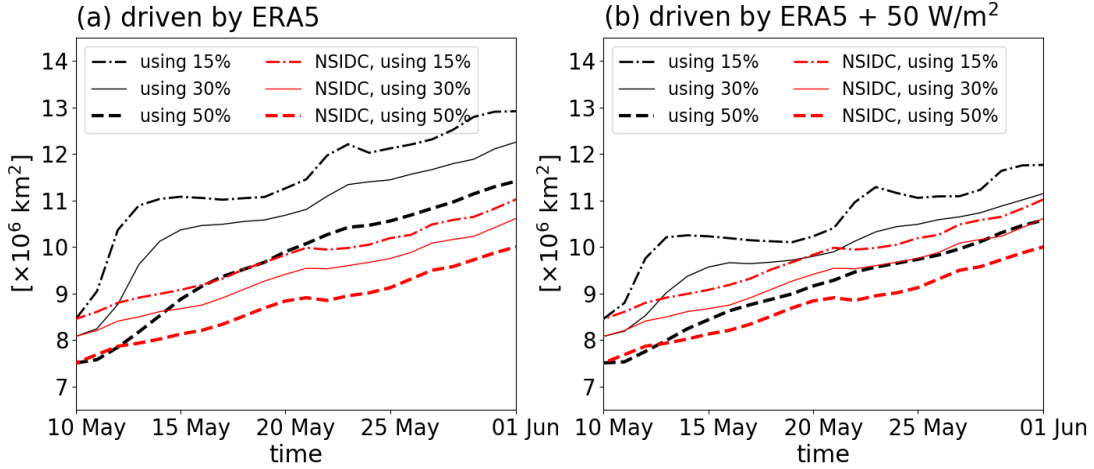 (a) driven by ERA5
[×10⁶ km²]
14
13
12
11
10
9
8
7
using 15%
using 30%
using 50%
NSIDC, using 15%
NSIDC, using 30%
NSIDC, using 50%
10 May 15 May 20 May 25 May 01 Jun
time
(b) driven by ERA5 + 50 W/m²
[×10⁶ km²]
14
13
12
11
10
9
8
7
using 15%
using 30%
using 50%
NSIDC, using 15%
NSIDC, using 30%
NSIDC, using 50%
10 May 15 May 20 May 25 May 01 Jun
time